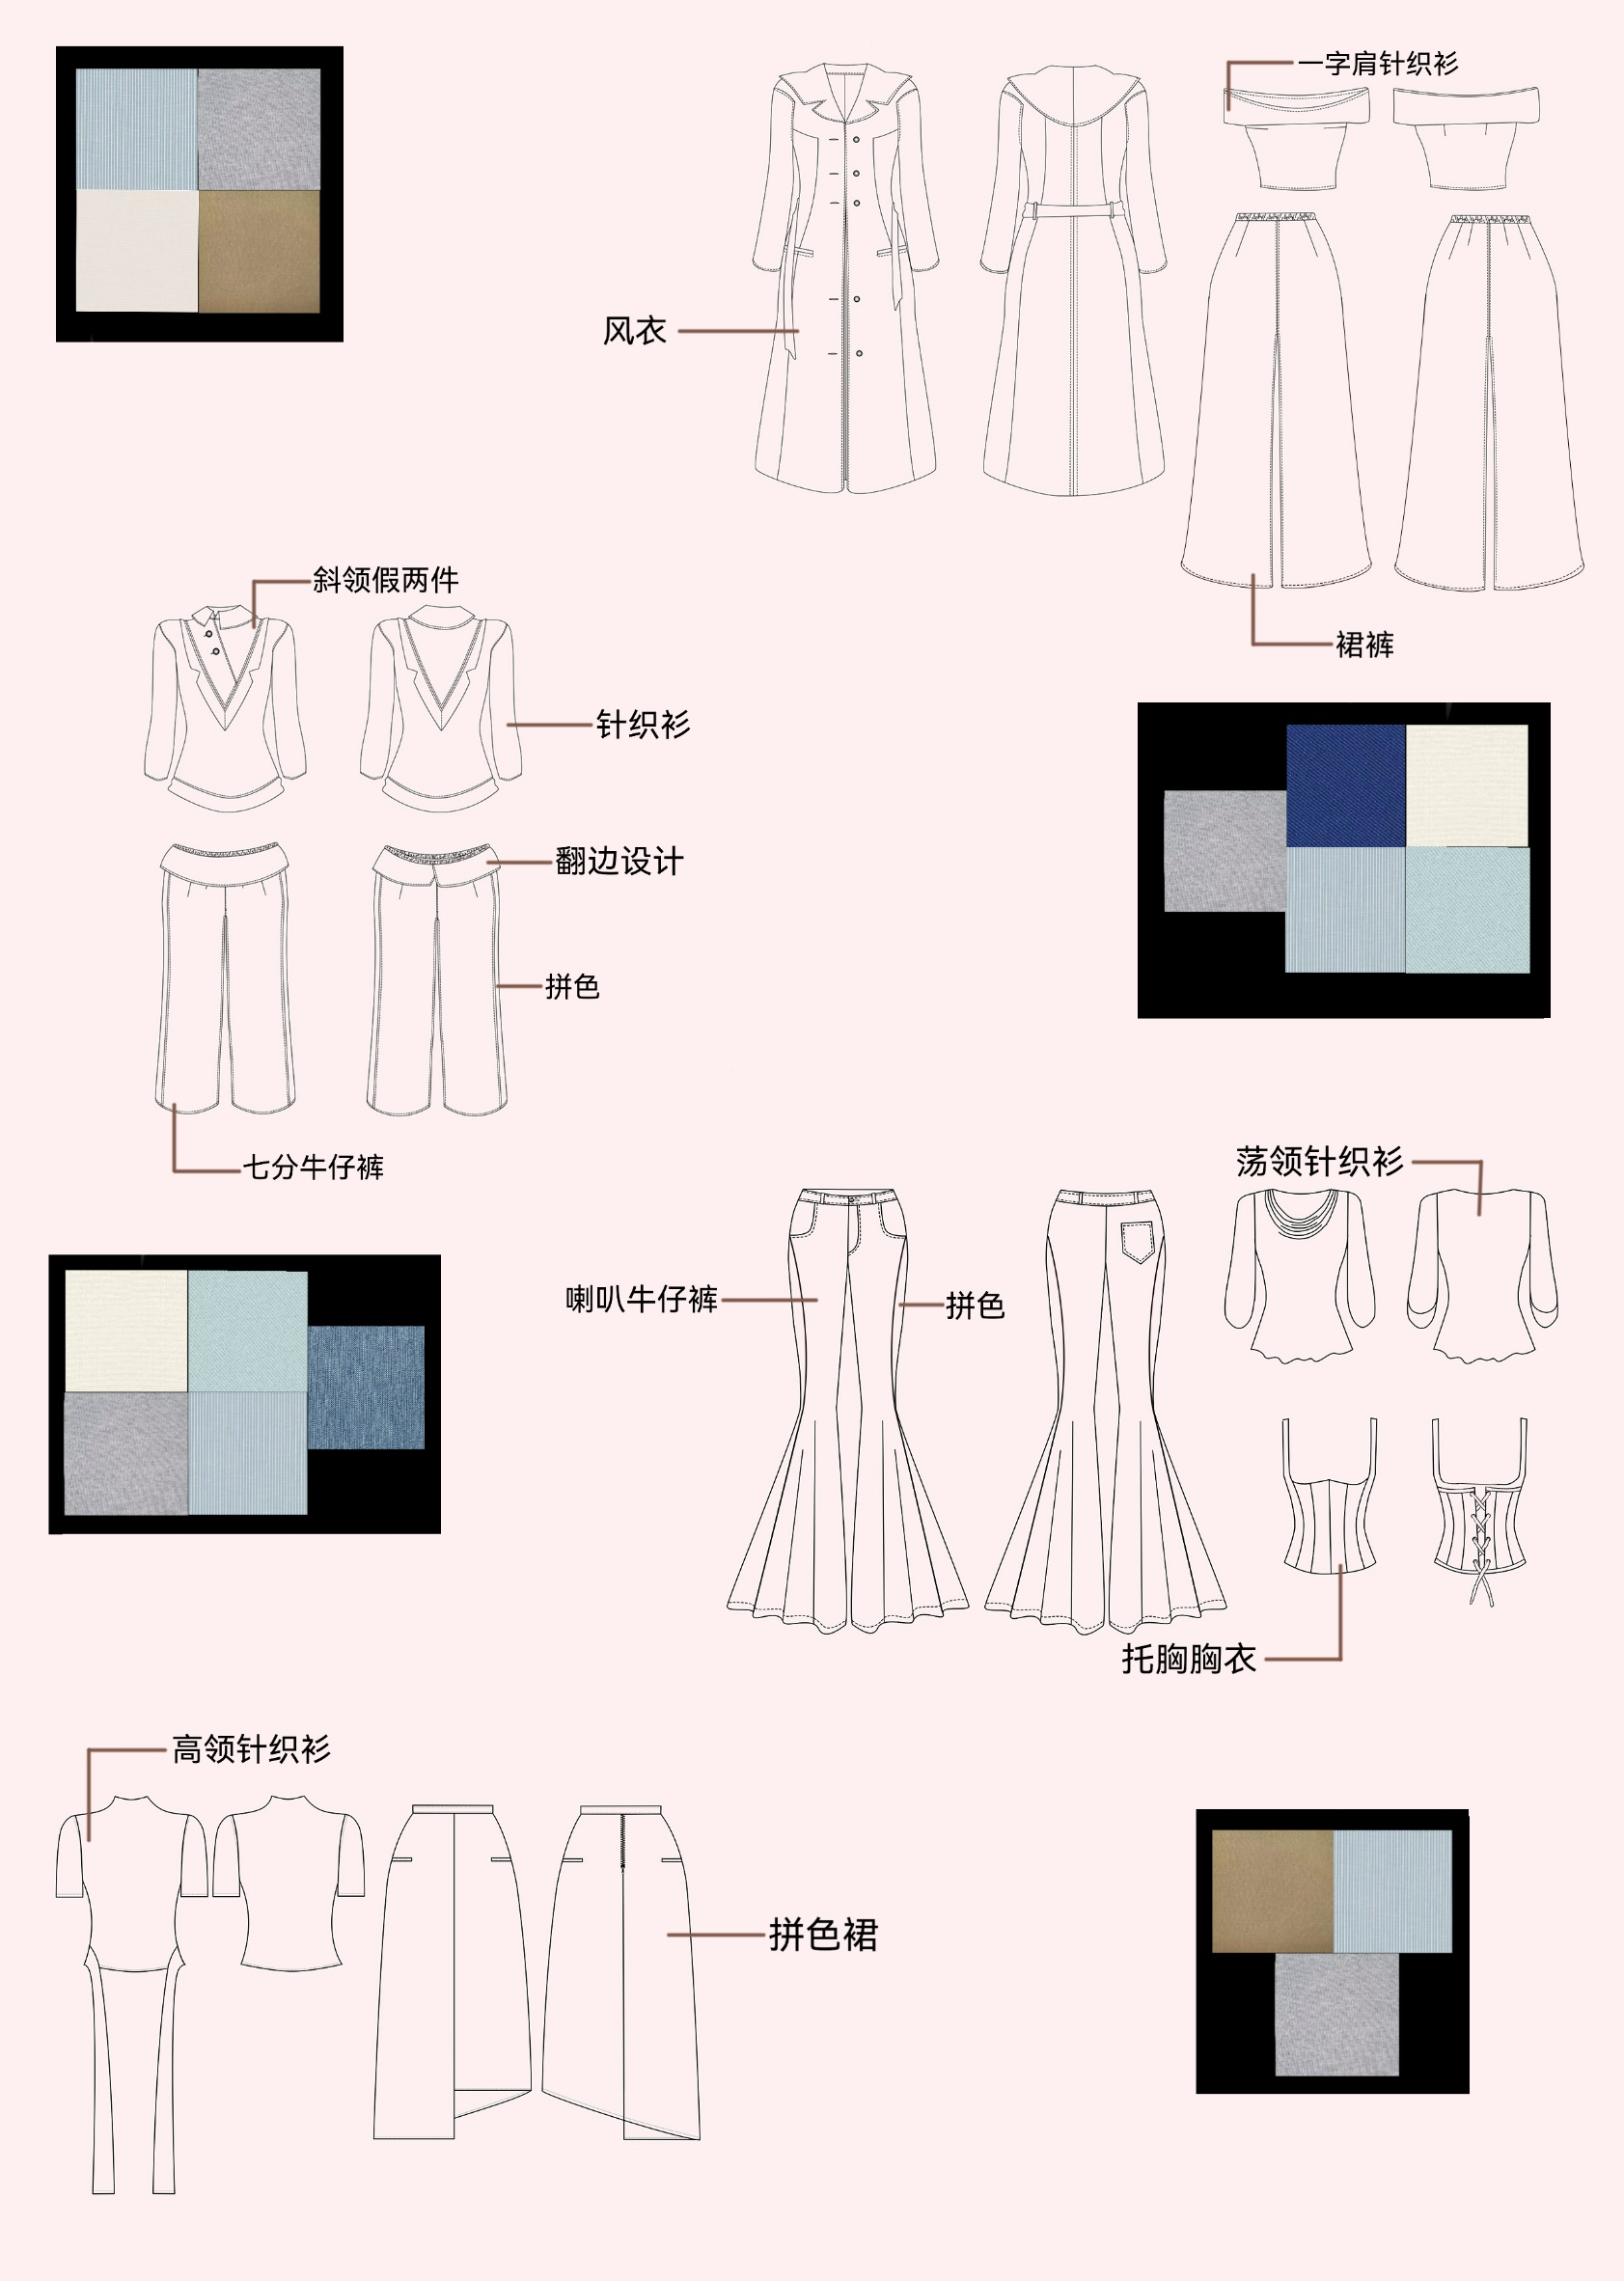 一字肩针织衫
风衣
裙裤
斜领假两件
针织衫
翻边设计
拼色
七分牛仔裤
荡领针织衫
喇叭牛仔裤
拼色
托胸胸衣
高领针织衫
拼色裙